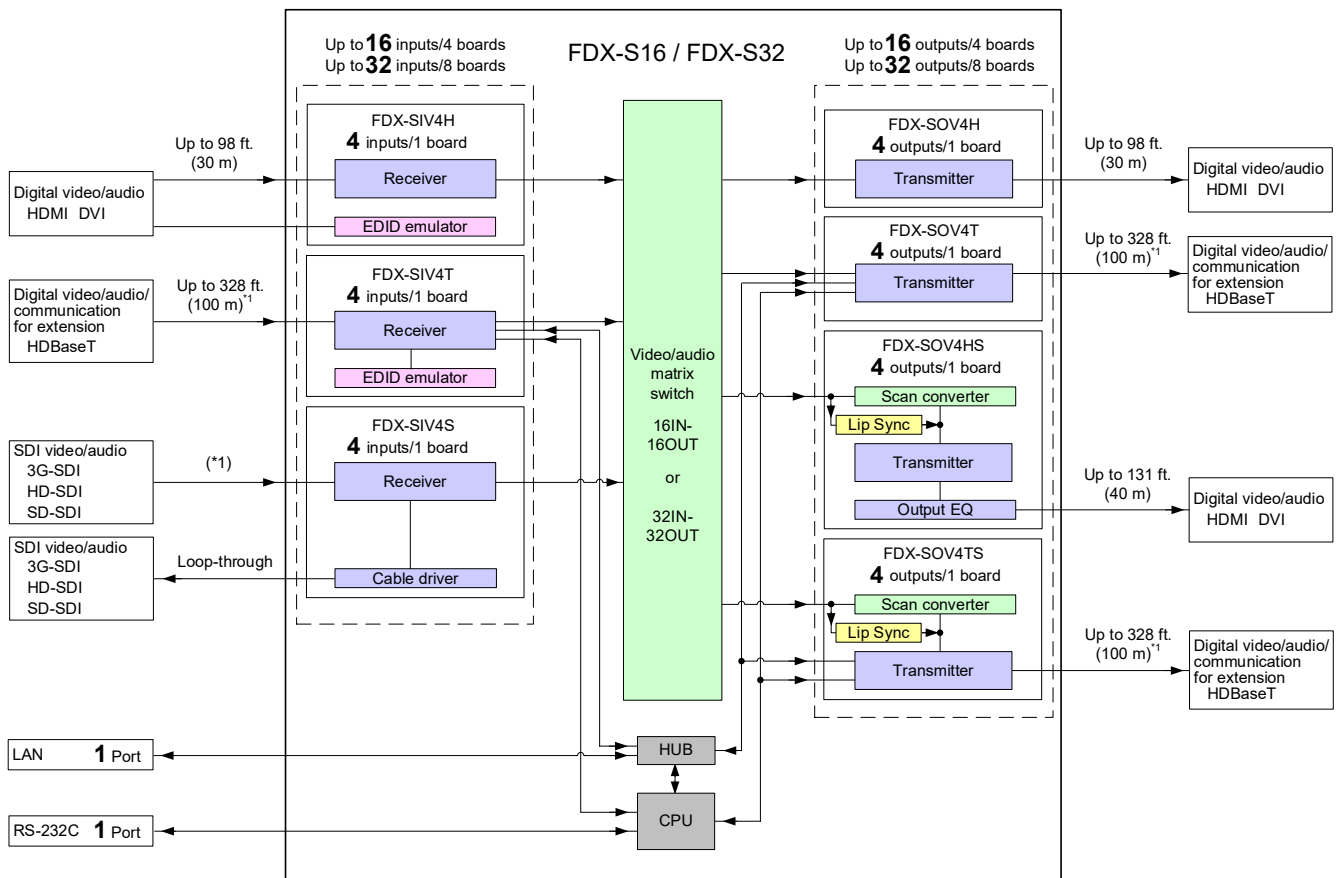 FDX-S16 / FDX-S32
Up to 16 inputs/4 boards
Up to 32 inputs/8 boards
Up to 16 outputs/4 boards
Up to 32 outputs/8 boards
Digital video/audio
HDMI DVI
Up to 98 ft.
(30 m)
FDX-SIV4H
4 inputs/1 board
Receiver
EDID emulator
Digital video/audio/
communication
for extension
HDBaseT
Up to 328 ft.
(100 m)*1
FDX-SIV4T
4 inputs/1 board
Receiver
EDID emulator
SDI video/audio
3G-SDI
HD-SDI
SD-SDI
(*1)
FDX-SIV4S
4 inputs/1 board
Receiver
SDI video/audio
3G-SDI
HD-SDI
SD-SDI
Loop-through
Cable driver
Video/audio
matrix
switch
16IN-
16OUT
or
32IN-
32OUT
FDX-SOV4H
4 outputs/1 board
Transmitter
Up to 98 ft.
(30 m)
Digital video/audio
HDMI DVI
FDX-SOV4T
4 outputs/1 board
Transmitter
Up to 328 ft.
(100 m)*1
Digital video/audio/
communication
for extension
HDBaseT
FDX-SOV4HS
4 outputs/1 board
Scan converter
Lip Sync
Transmitter
Output EQ
Up to 131 ft.
(40 m)
Digital video/audio
HDMI DVI
FDX-SOV4TS
4 outputs/1 board
Scan converter
Lip Sync
Transmitter
Up to 328 ft.
(100 m)*1
Digital video/audio/
communication
for extension
HDBaseT
LAN 1 Port
HUB
RS-232C 1 Port
CPU